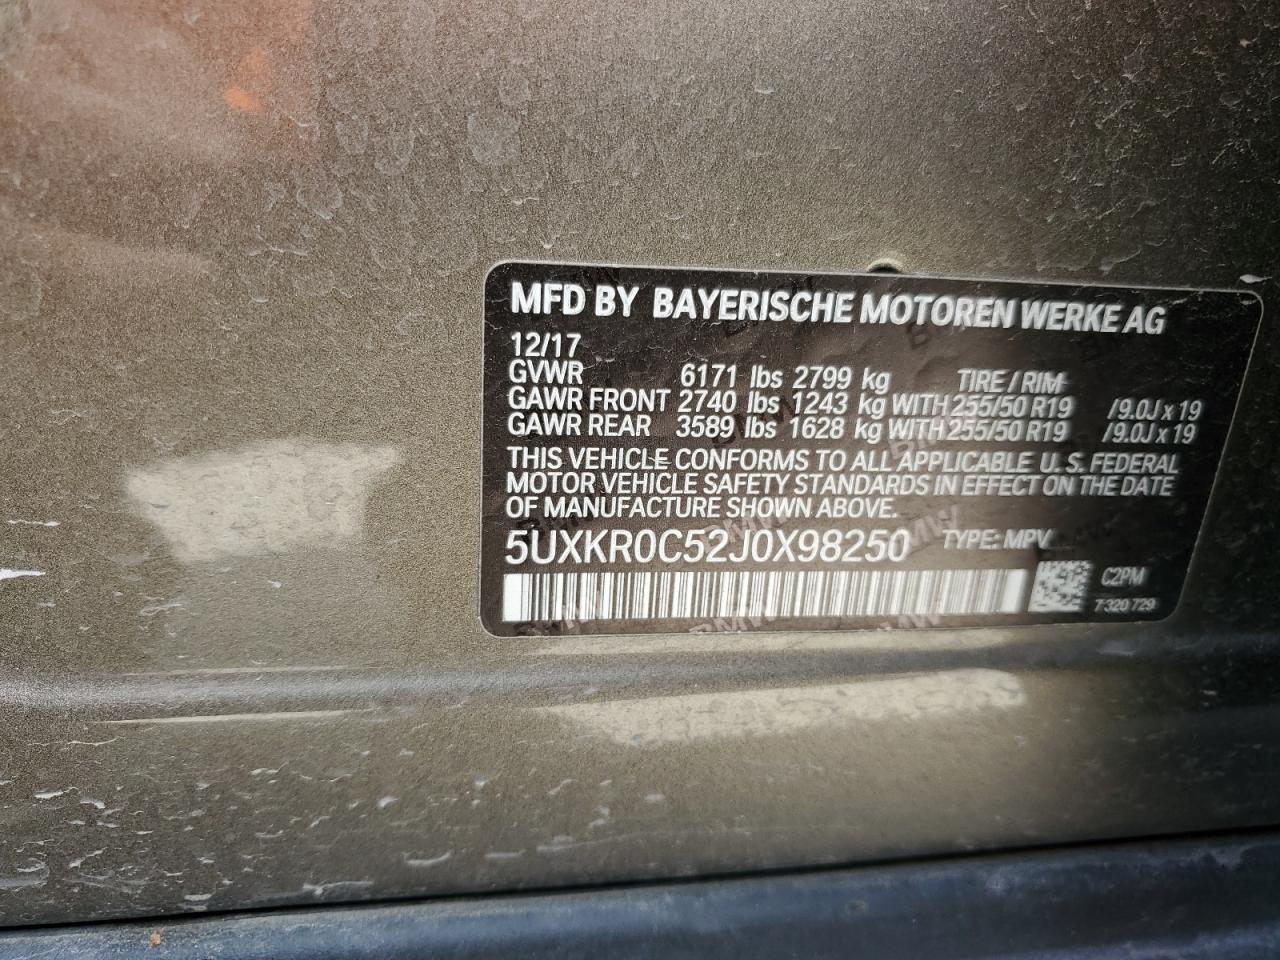 MFD BY BAYERISCHE MOTOREN WERKE AG
12/17
GVWR 6171 lbs 2799 kg TIRE / RIM
GAWR FRONT 2740 lbs 1243 kg WITH 255/50 R19 /9.0J x 19
GAWR REAR 3589 lbs 1628 kg WITH 255/50 R19 /9.0J x 19
THIS VEHICLE CONFORMS TO ALL APPLICABLE U. S. FEDERAL
MOTOR VEHICLE SAFETY STANDARDS IN EFFECT ON THE DATE
OF MANUFACTURE SHOWN ABOVE.
5UXKR0C52J0X98250 TYPE: MPV
C2PM
7 320 729
BMW BMW BMW